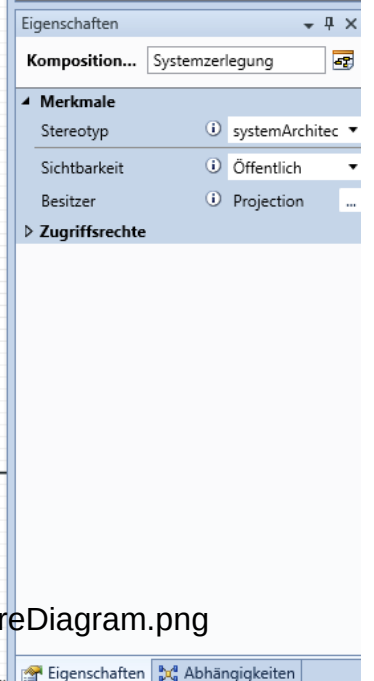 Eigenschaften
Komposition... Systemzerlegung
Merkmale
Stereotyp systemArchitec
Sichtbarkeit Öffentlich
Besitzer Projection ...
Zugriffsrechte
reDiagram.png
Eigenschaften Abhängigkeiten